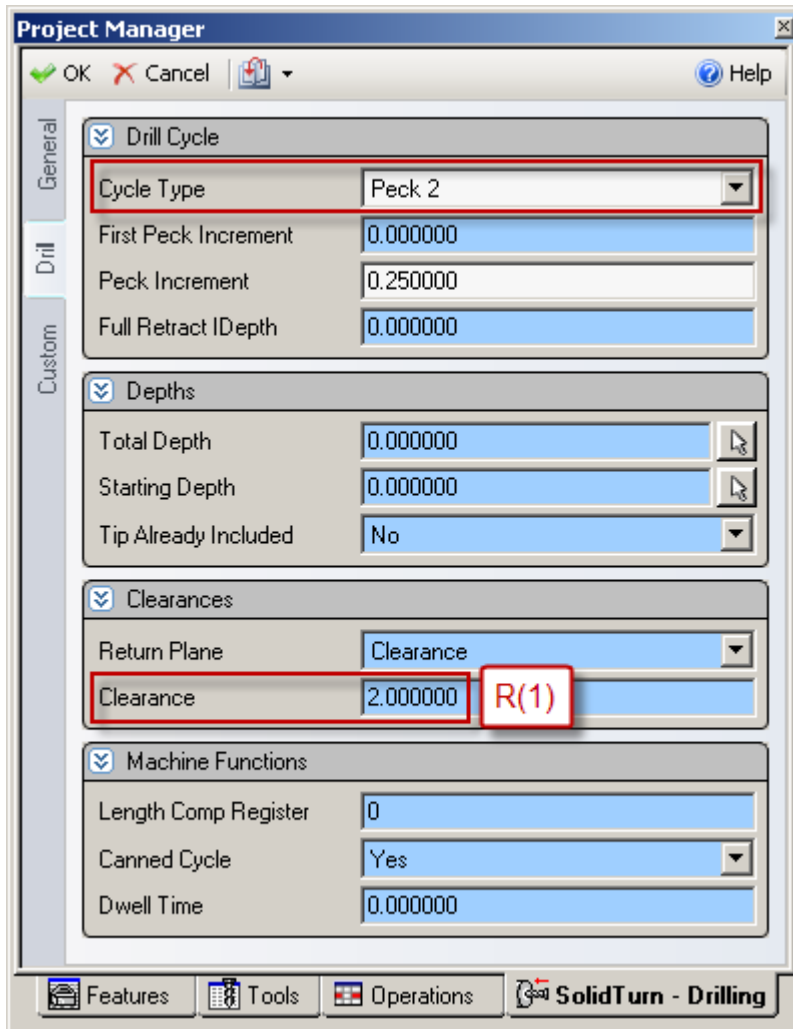 Project Manager
OK Cancel Help
General
Drill
Custom
Drill Cycle
Cycle Type Peck 2
First Peck Increment 0.000000
Peck Increment 0.250000
Full Retract IDepth 0.000000
Depths
Total Depth 0.000000
Starting Depth 0.000000
Tip Already Included No
Clearances
Return Plane Clearance
Clearance 2.000000 R(1)
Machine Functions
Length Comp Register 0
Canned Cycle Yes
Dwell Time 0.000000
Features Tools Operations SolidTurn - Drilling